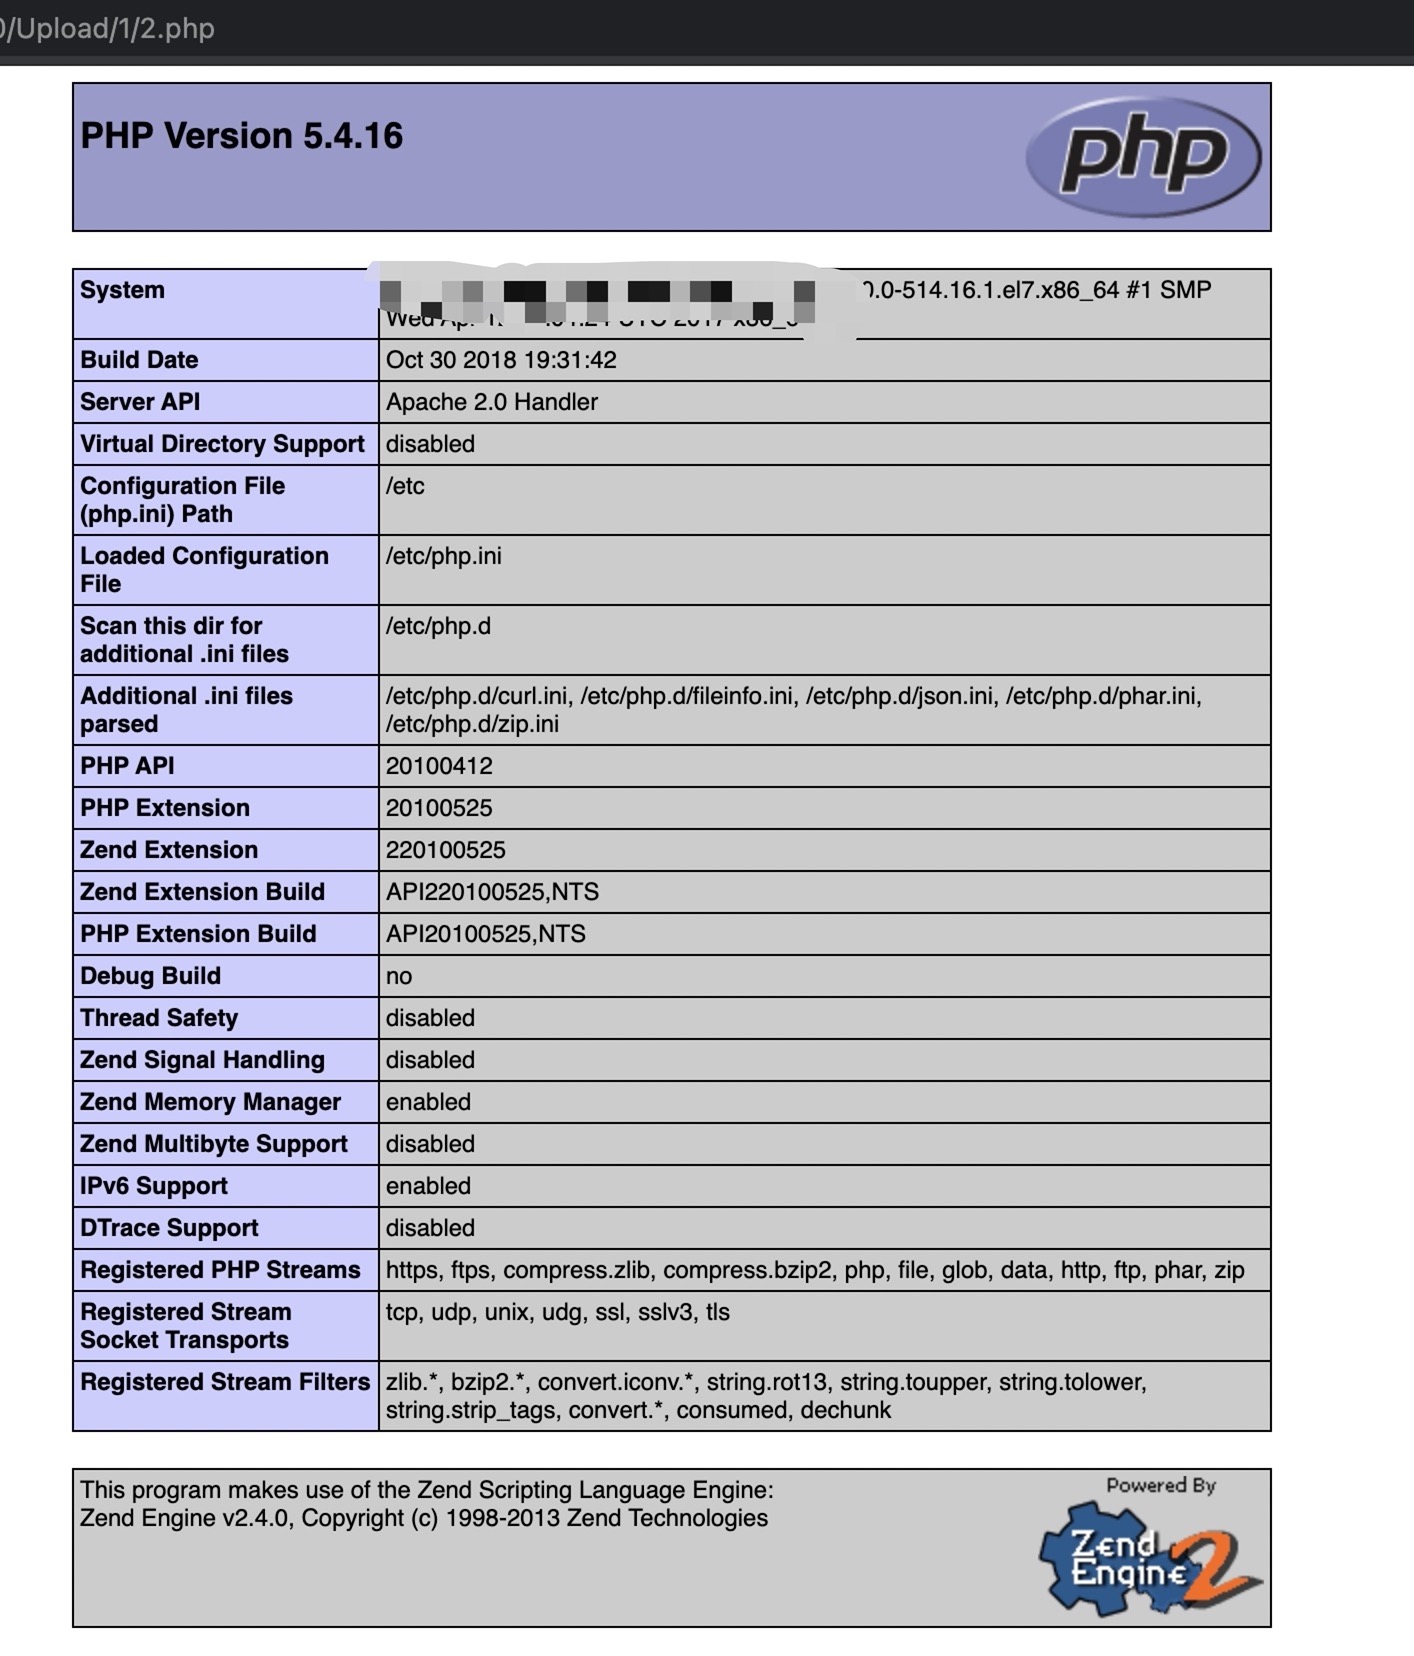 /Upload/1/2.php
PHP Version 5.4.16
php
System
.0-514.16.1.el7.x86_64 #1 SMP
Wed
Build Date
Oct 30 2018 19:31:42
Server API
Apache 2.0 Handler
Virtual Directory Support
disabled
Configuration File
(php.ini) Path
/etc
Loaded Configuration
File
/etc/php.ini
Scan this dir for
additional .ini files
/etc/php.d
Additional .ini files
parsed
/etc/php.d/curl.ini, /etc/php.d/fileinfo.ini, /etc/php.d/json.ini, /etc/php.d/phar.ini,
/etc/php.d/zip.ini
PHP API
20100412
PHP Extension
20100525
Zend Extension
220100525
Zend Extension Build
API220100525,NTS
PHP Extension Build
API20100525,NTS
Debug Build
no
Thread Safety
disabled
Zend Signal Handling
disabled
Zend Memory Manager
enabled
Zend Multibyte Support
disabled
IPv6 Support
enabled
DTrace Support
disabled
Registered PHP Streams
https, ftps, compress.zlib, compress.bzip2, php, file, glob, data, http, ftp, phar, zip
Registered Stream
Socket Transports
tcp, udp, unix, udg, ssl, sslv3, tls
Registered Stream Filters
zlib.*, bzip2.*, convert.iconv.*, string.rot13, string.toupper, string.tolower,
string.strip_tags, convert.*, consumed, dechunk
This program makes use of the Zend Scripting Language Engine:
Zend Engine v2.4.0, Copyright (c) 1998-2013 Zend Technologies
Powered By
Zend
Engine 2